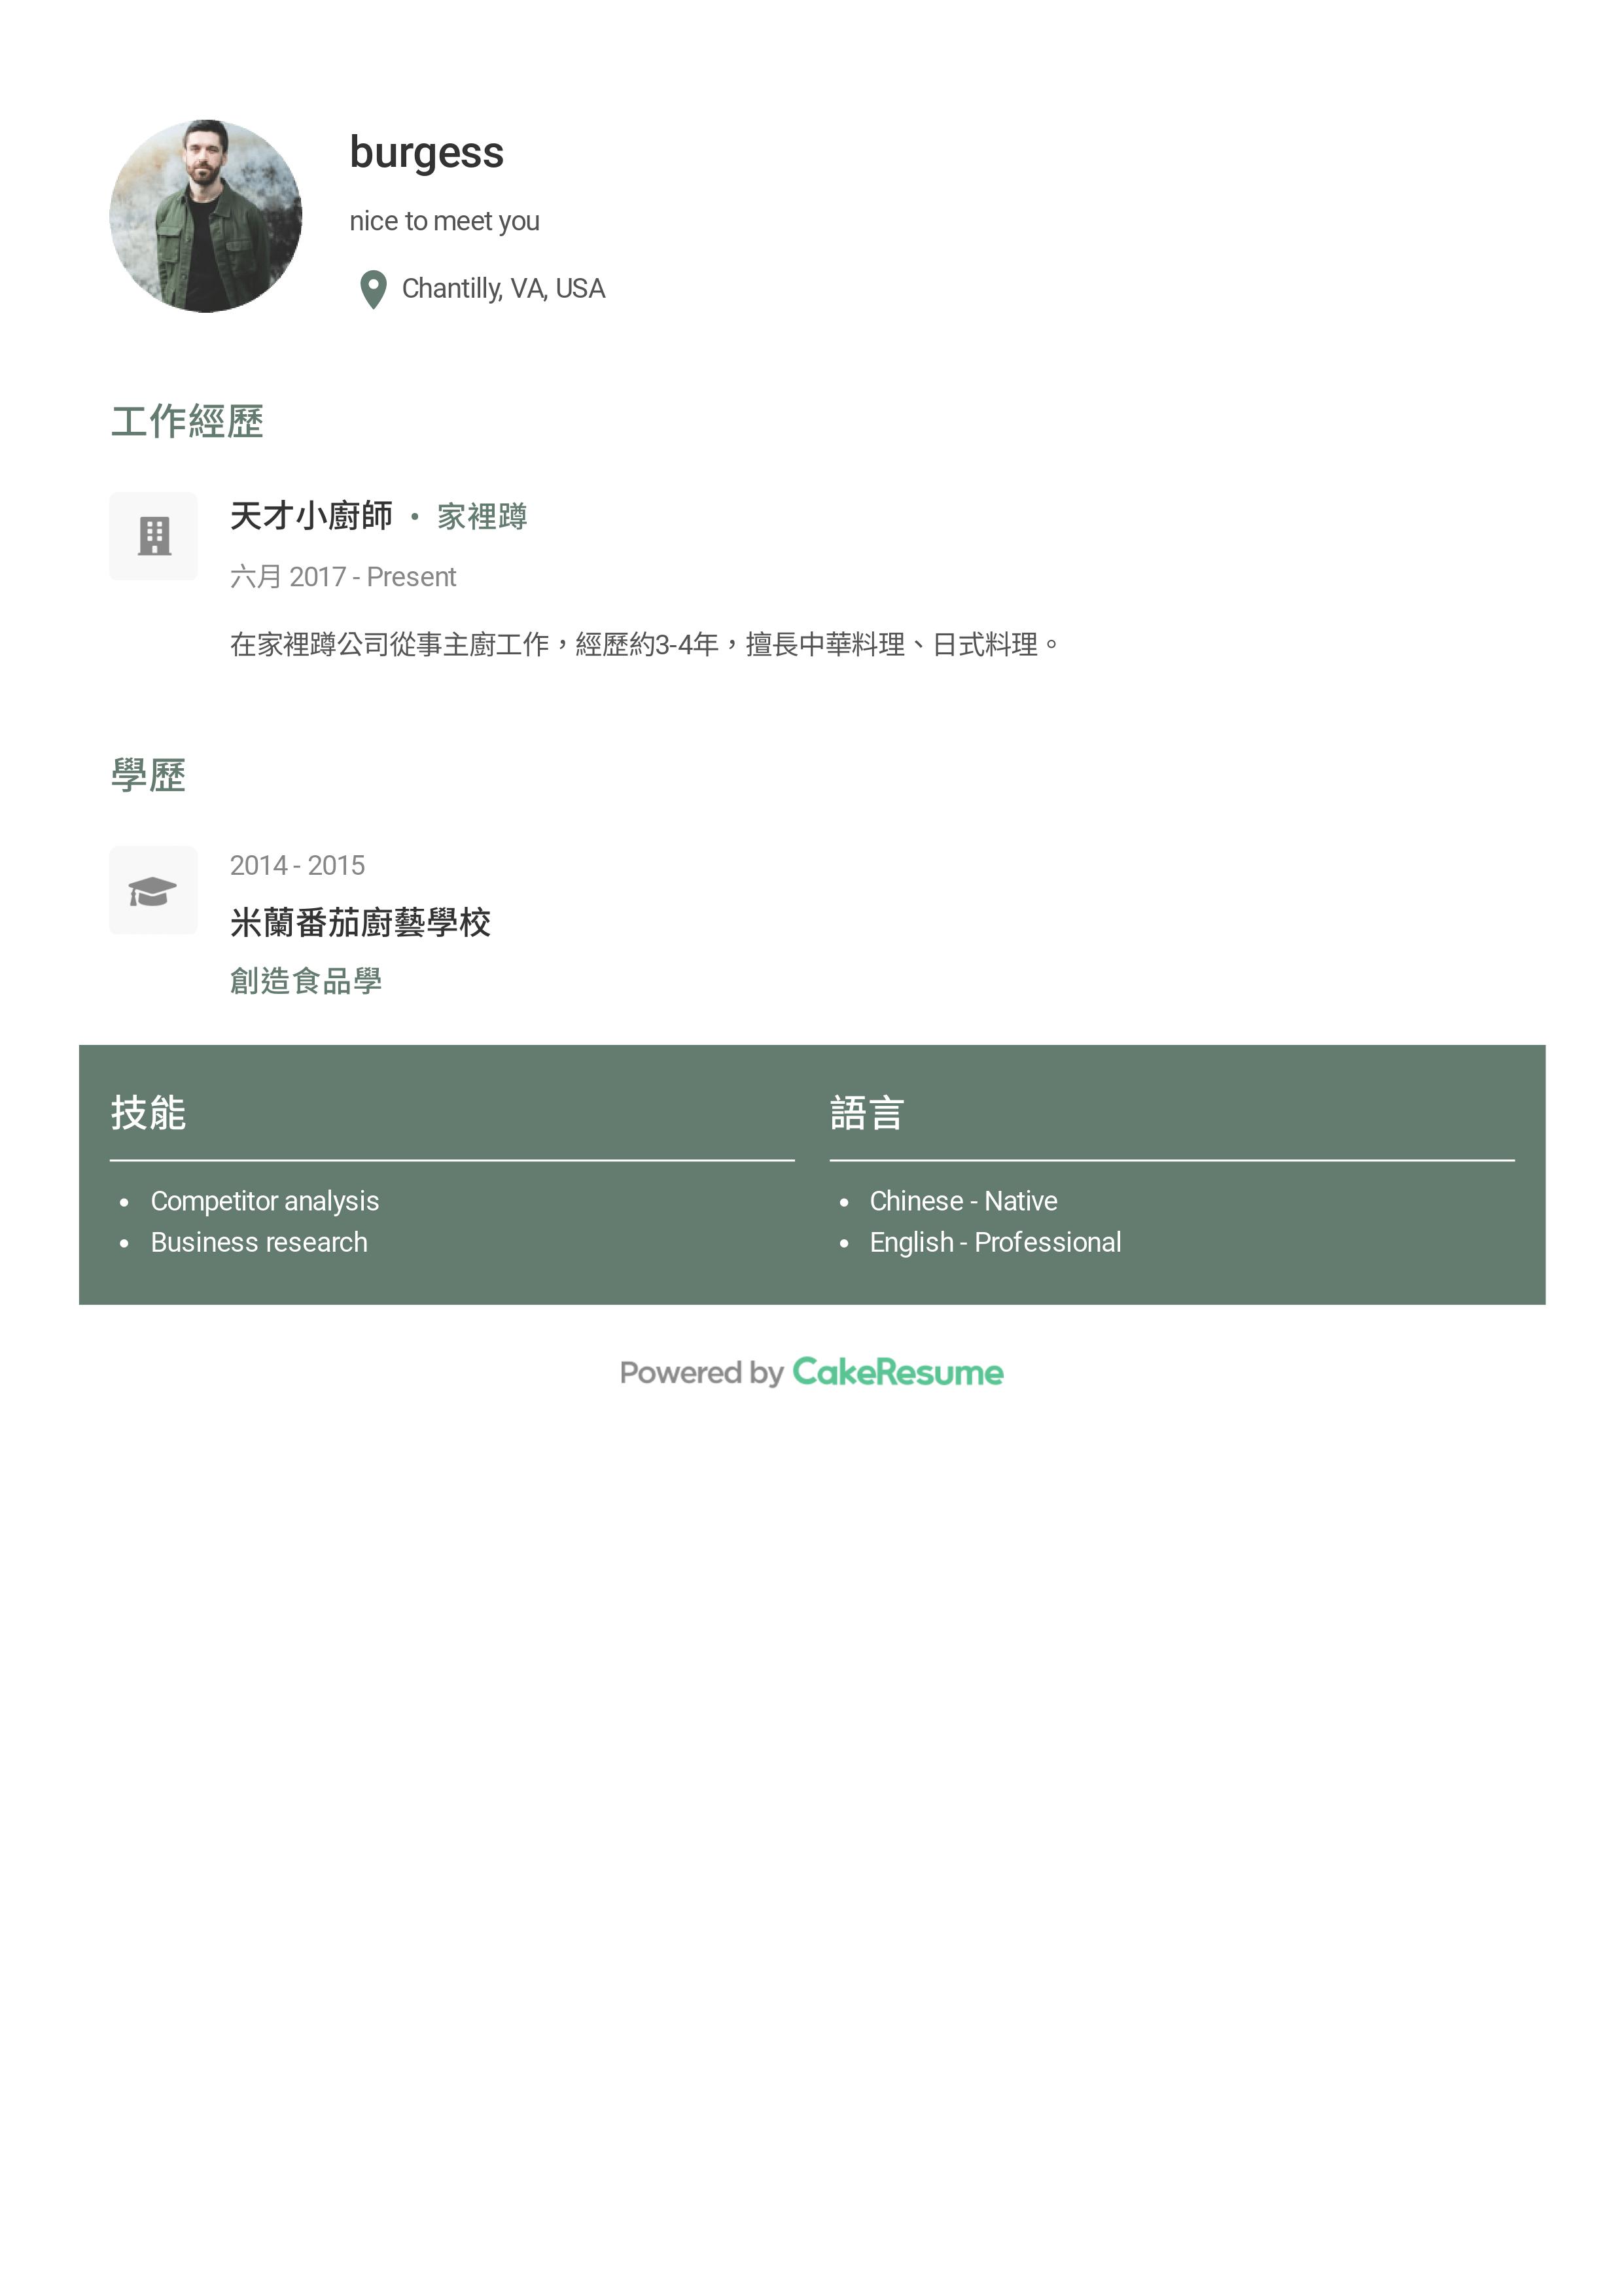 burgess
nice to meet you
Chantilly, VA, USA
工作經歷
天才小廚師 • 家裡蹲
六月 2017 - Present
在家裡蹲公司從事主廚工作，經歷約3-4年，擅長中華料理、日式料理。
學歷
2014 - 2015
米蘭番茄廚藝學校
創造食品學
技能
• Competitor analysis
• Business research
語言
• Chinese - Native
• English - Professional
Powered by CakeResume